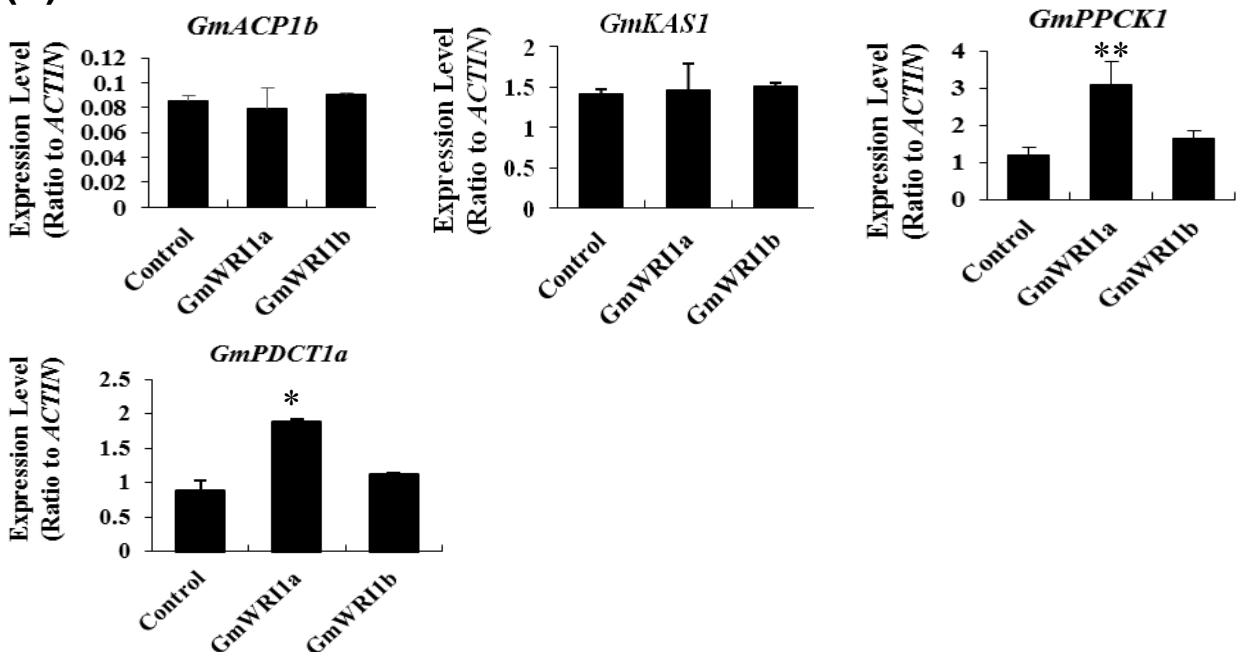 GmACP1b
Expression Level
(Ratio to ACTIN)
0.12
0.1
0.08
0.06
0.04
0.02
0
Control
GmWRI1a
GmWRI1b
GmKAS1
Expression Level
(Ratio to ACTIN)
2
1.5
1
0.5
0
Control
GmWRI1a
GmWRI1b
GmPPCK1
Expression Level
(Ratio to ACTIN)
4
3
2
1
0
**
Control
GmWRI1a
GmWRI1b
GmPDCT1a
Expression Level
(Ratio to ACTIN)
2.5
2
1.5
1
0.5
0
*
Control
GmWRI1a
GmWRI1b